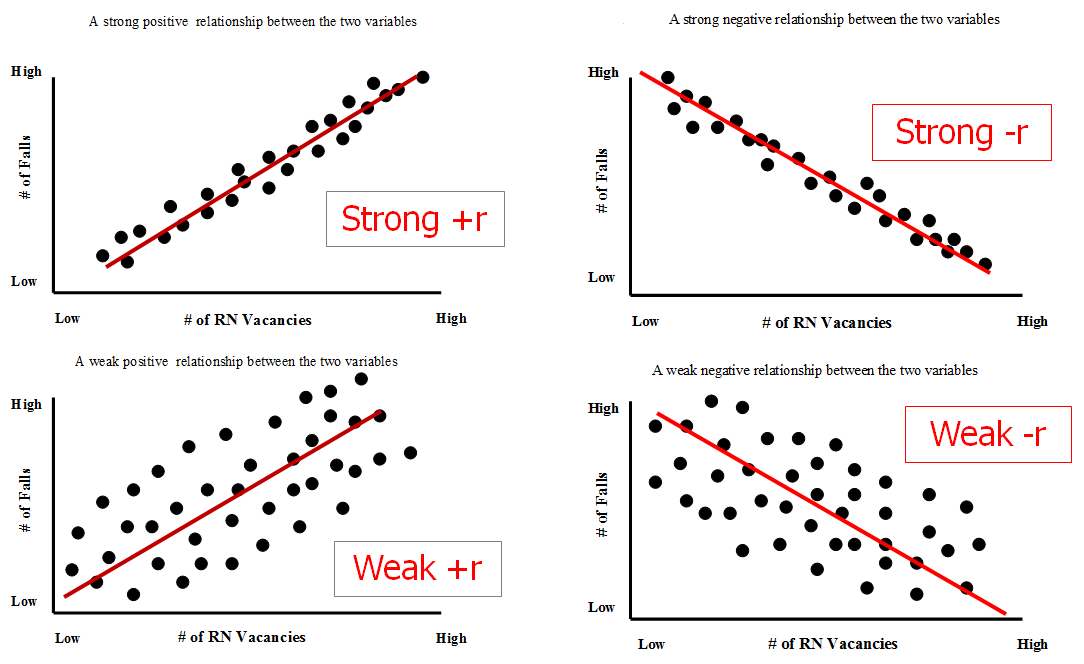 A strong positive relationship between the two variables
High
# of Falls
Strong +r
Low
Low
# of RN Vacancies
High
A strong negative relationship between the two variables
High
Strong -r
# of Falls
Low
Low
# of RN Vacancies
High
A weak positive relationship between the two variables
High
# of Falls
Weak +r
Low
Low
# of RN Vacancies
High
A weak negative relationship between the two variables
High
Weak -r
# of Falls
Low
Low
# of RN Vacancies
High